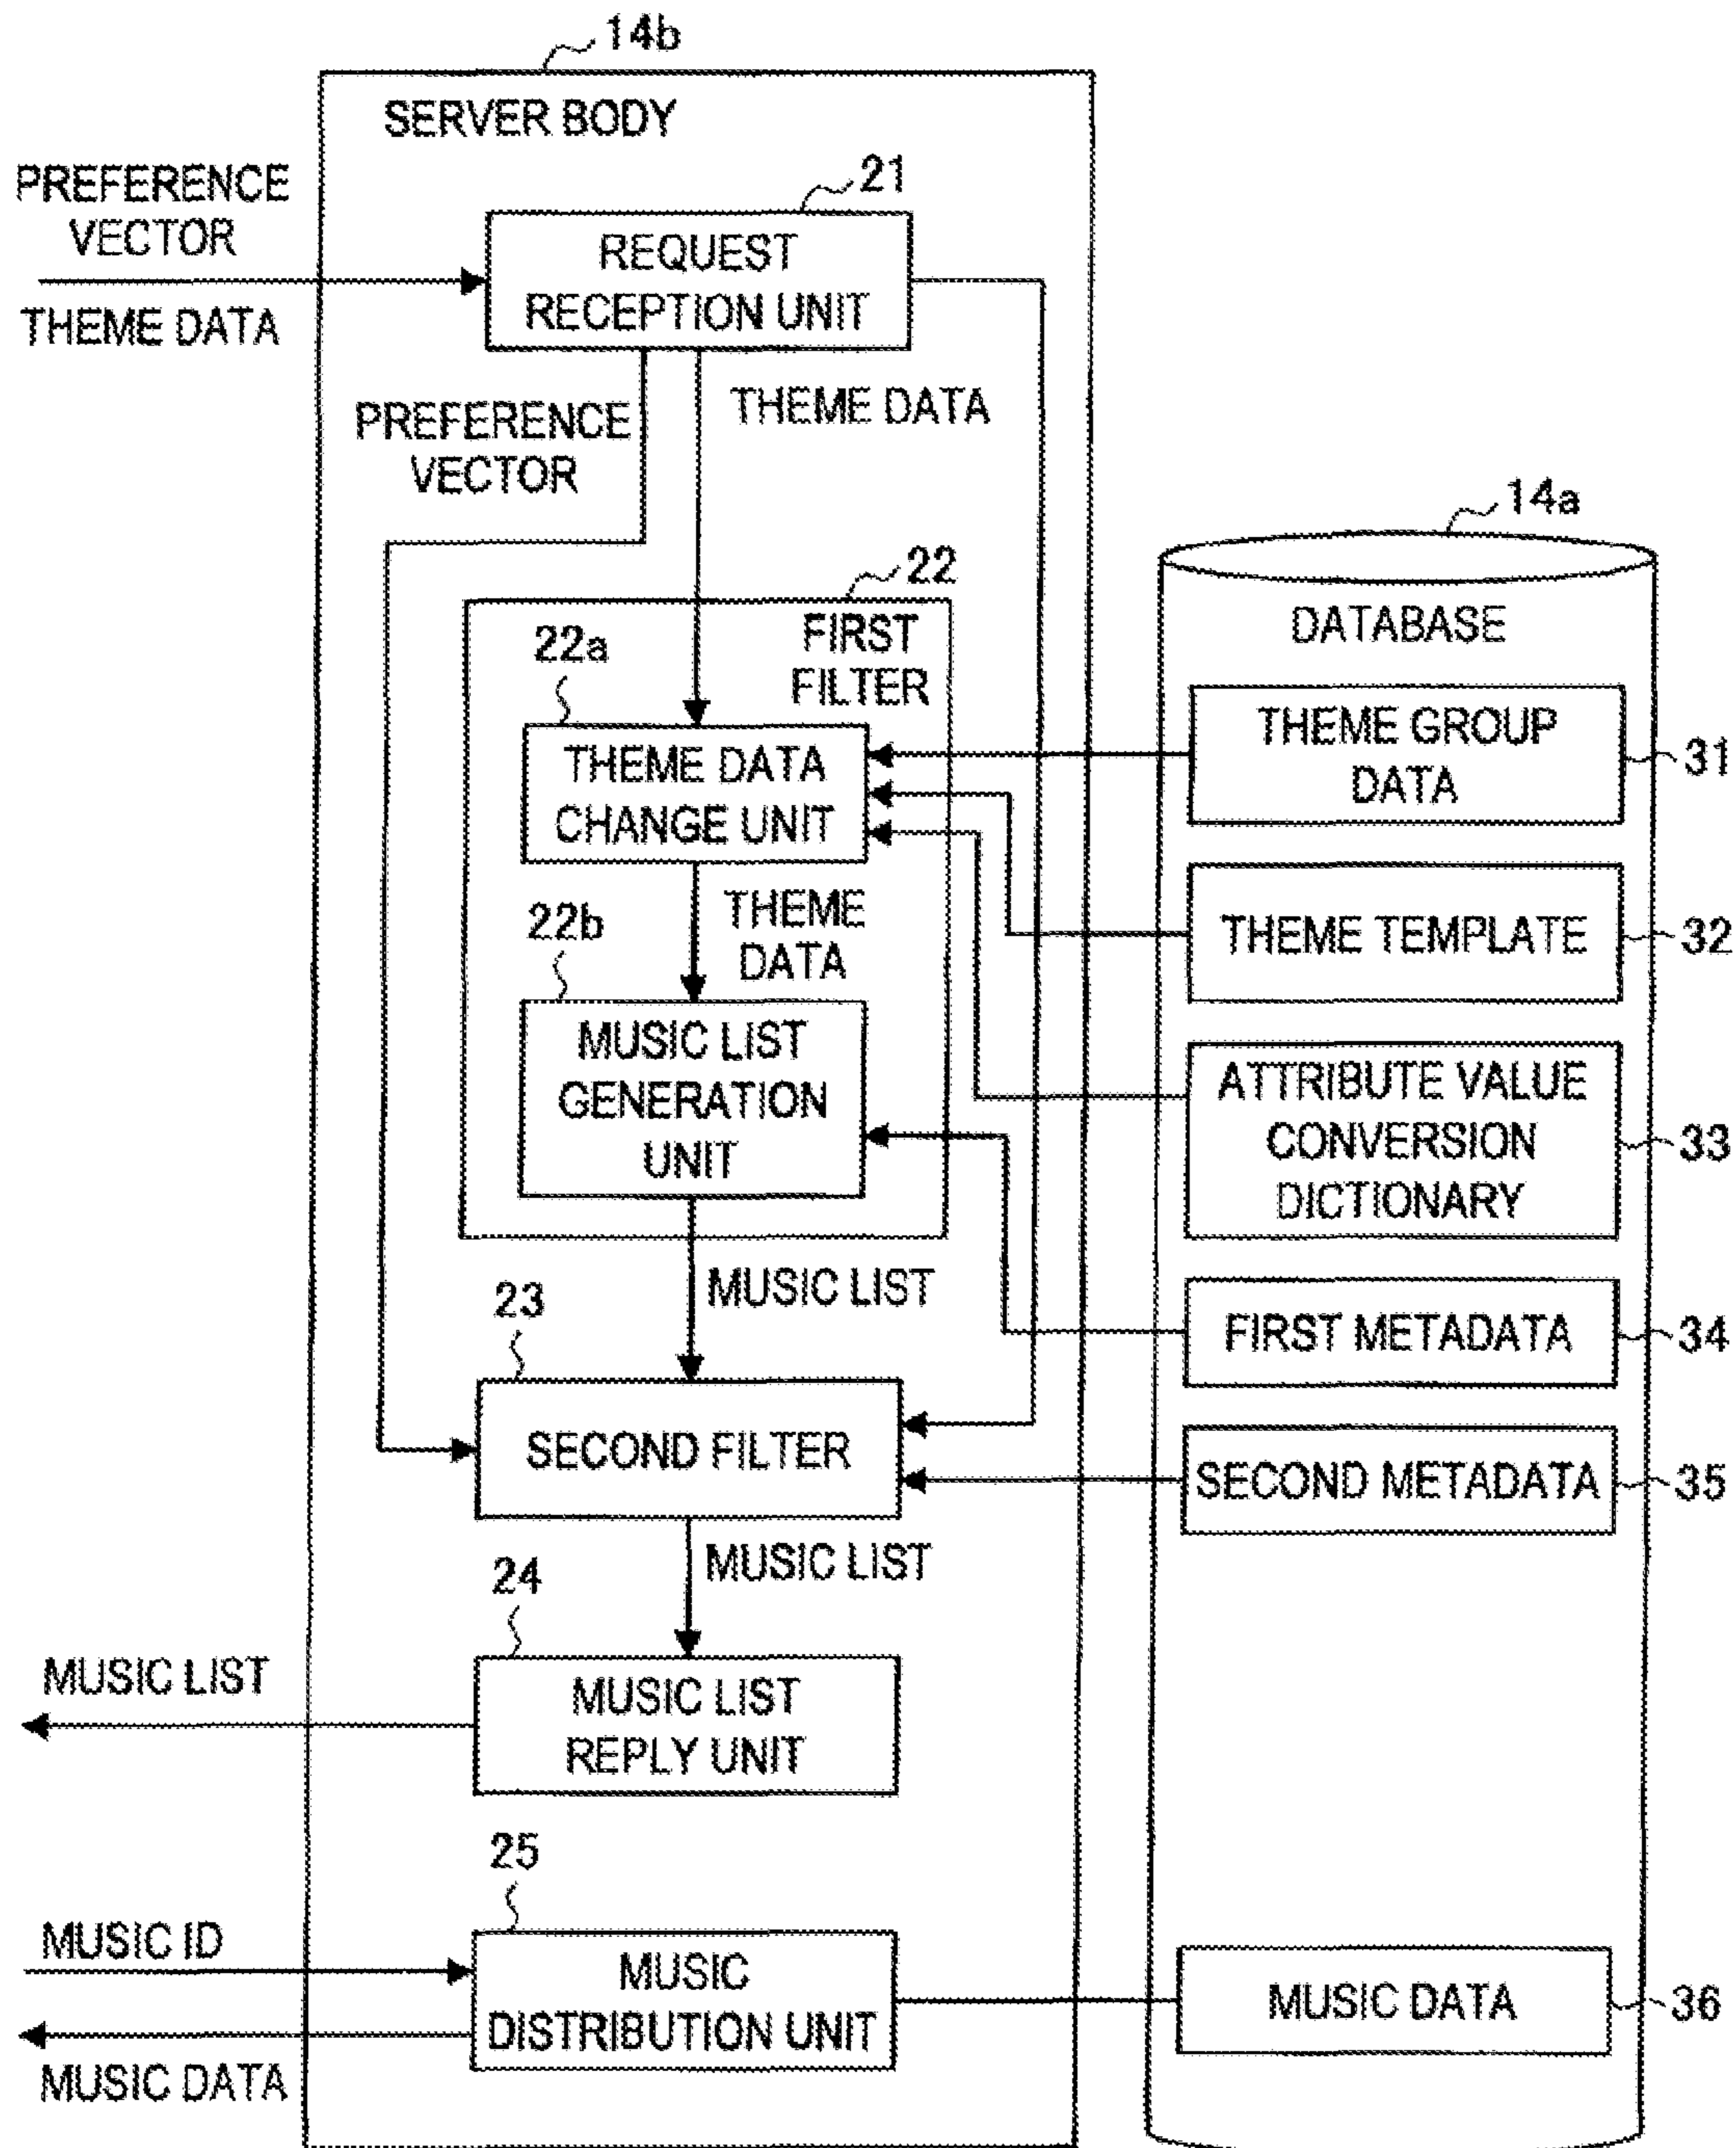 14b
SERVER BODY
PREFERENCE
VECTOR
THEME DATA
21
REQUEST
RECEPTION UNIT
PREFERENCE
VECTOR
THEME DATA
14a
DATABASE
22
FIRST
FILTER
22a
THEME DATA
CHANGE UNIT
THEME GROUP
DATA
31
THEME
DATA
THEME TEMPLATE
32
22b
MUSIC LIST
GENERATION
UNIT
ATTRIBUTE VALUE
CONVERSION
DICTIONARY
33
MUSIC LIST
FIRST METADATA
34
23
SECOND FILTER
SECOND METADATA
35
MUSIC LIST
24
MUSIC LIST
REPLY UNIT
MUSIC LIST
25
MUSIC ID
MUSIC
DISTRIBUTION UNIT
MUSIC DATA
MUSIC DATA
36